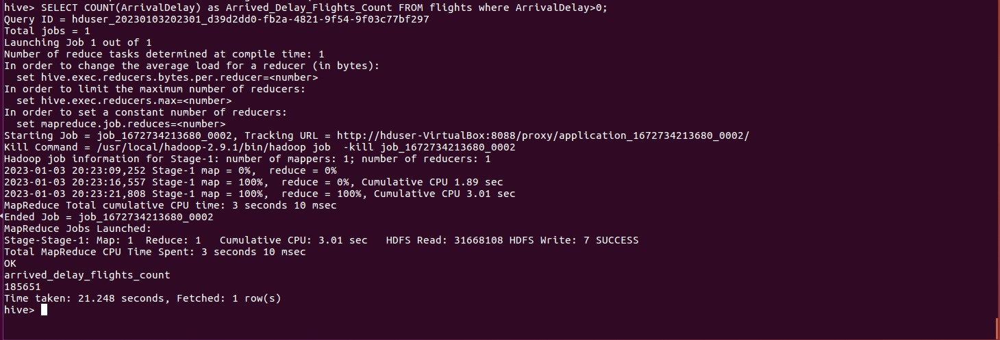 hive> SELECT COUNT(ArrivalDelay) as Arrived_Delay_Flights_Count FROM flights where ArrivalDelay>0;
Query ID = hduser_20230103202301_d39d2dd0-fb2a-4821-9f54-9f03c77bf297
Total jobs = 1
Launching Job 1 out of 1
Number of reduce tasks determined at compile time: 1
In order to change the average load for a reducer (in bytes):
  set hive.exec.reducers.bytes.per.reducer=<number>
In order to limit the maximum number of reducers:
  set hive.exec.reducers.max=<number>
In order to set a constant number of reducers:
  set mapreduce.job.reduces=<number>
Starting Job = job_1672734213680_0002, Tracking URL = http://hduser-VirtualBox:8088/proxy/application_1672734213680_0002/
Kill Command = /usr/local/hadoop-2.9.1/bin/hadoop job  -kill job_1672734213680_0002
Hadoop job information for Stage-1: number of mappers: 1; number of reducers: 1
2023-01-03 20:23:09,252 Stage-1 map = 0%,  reduce = 0%
2023-01-03 20:23:16,557 Stage-1 map = 100%,  reduce = 0%, Cumulative CPU 1.89 sec
2023-01-03 20:23:21,808 Stage-1 map = 100%,  reduce = 100%, Cumulative CPU 3.01 sec
MapReduce Total cumulative CPU time: 3 seconds 10 msec
Ended Job = job_1672734213680_0002
MapReduce Jobs Launched:
Stage-Stage-1: Map: 1  Reduce: 1   Cumulative CPU: 3.01 sec   HDFS Read: 31668108 HDFS Write: 7 SUCCESS
Total MapReduce CPU Time Spent: 3 seconds 10 msec
OK
arrived_delay_flights_count
185651
Time taken: 21.248 seconds, Fetched: 1 row(s)
hive>